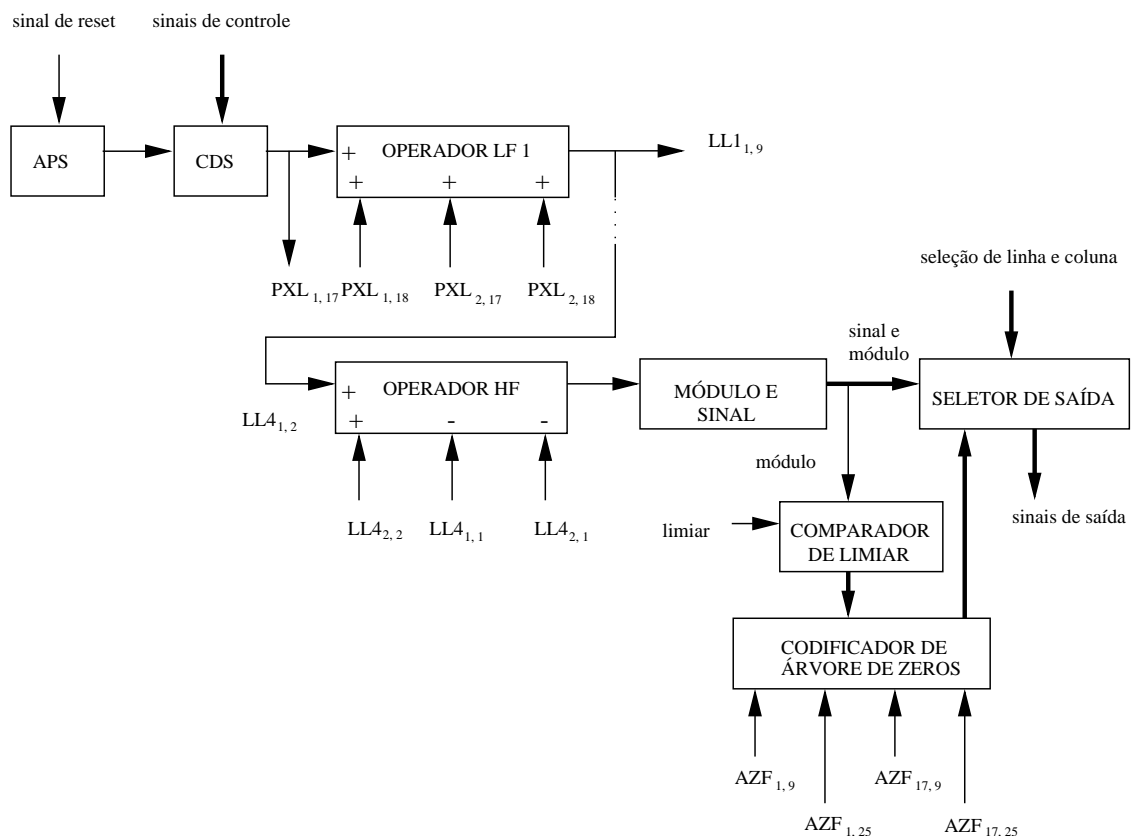 sinal de reset
sinais de controle
APS
CDS
OPERADOR LF 1
+
+ + +
LL1 1, 9
PXL 1, 17 PXL 1, 18 PXL 2, 17 PXL 2, 18
seleção de linha e coluna
sinal e
módulo
OPERADOR HF
+
+ - -
MÓDULO E
SINAL
SELETOR DE SAÍDA
LL4 1, 2
módulo
LL4 2, 2 LL4 1, 1 LL4 2, 1
sinais de saída
limiar
COMPARADOR
DE LIMIAR
CODIFICADOR DE
ÁRVORE DE ZEROS
AZF 1, 9
AZF 17, 9
AZF 1, 25
AZF 17, 25